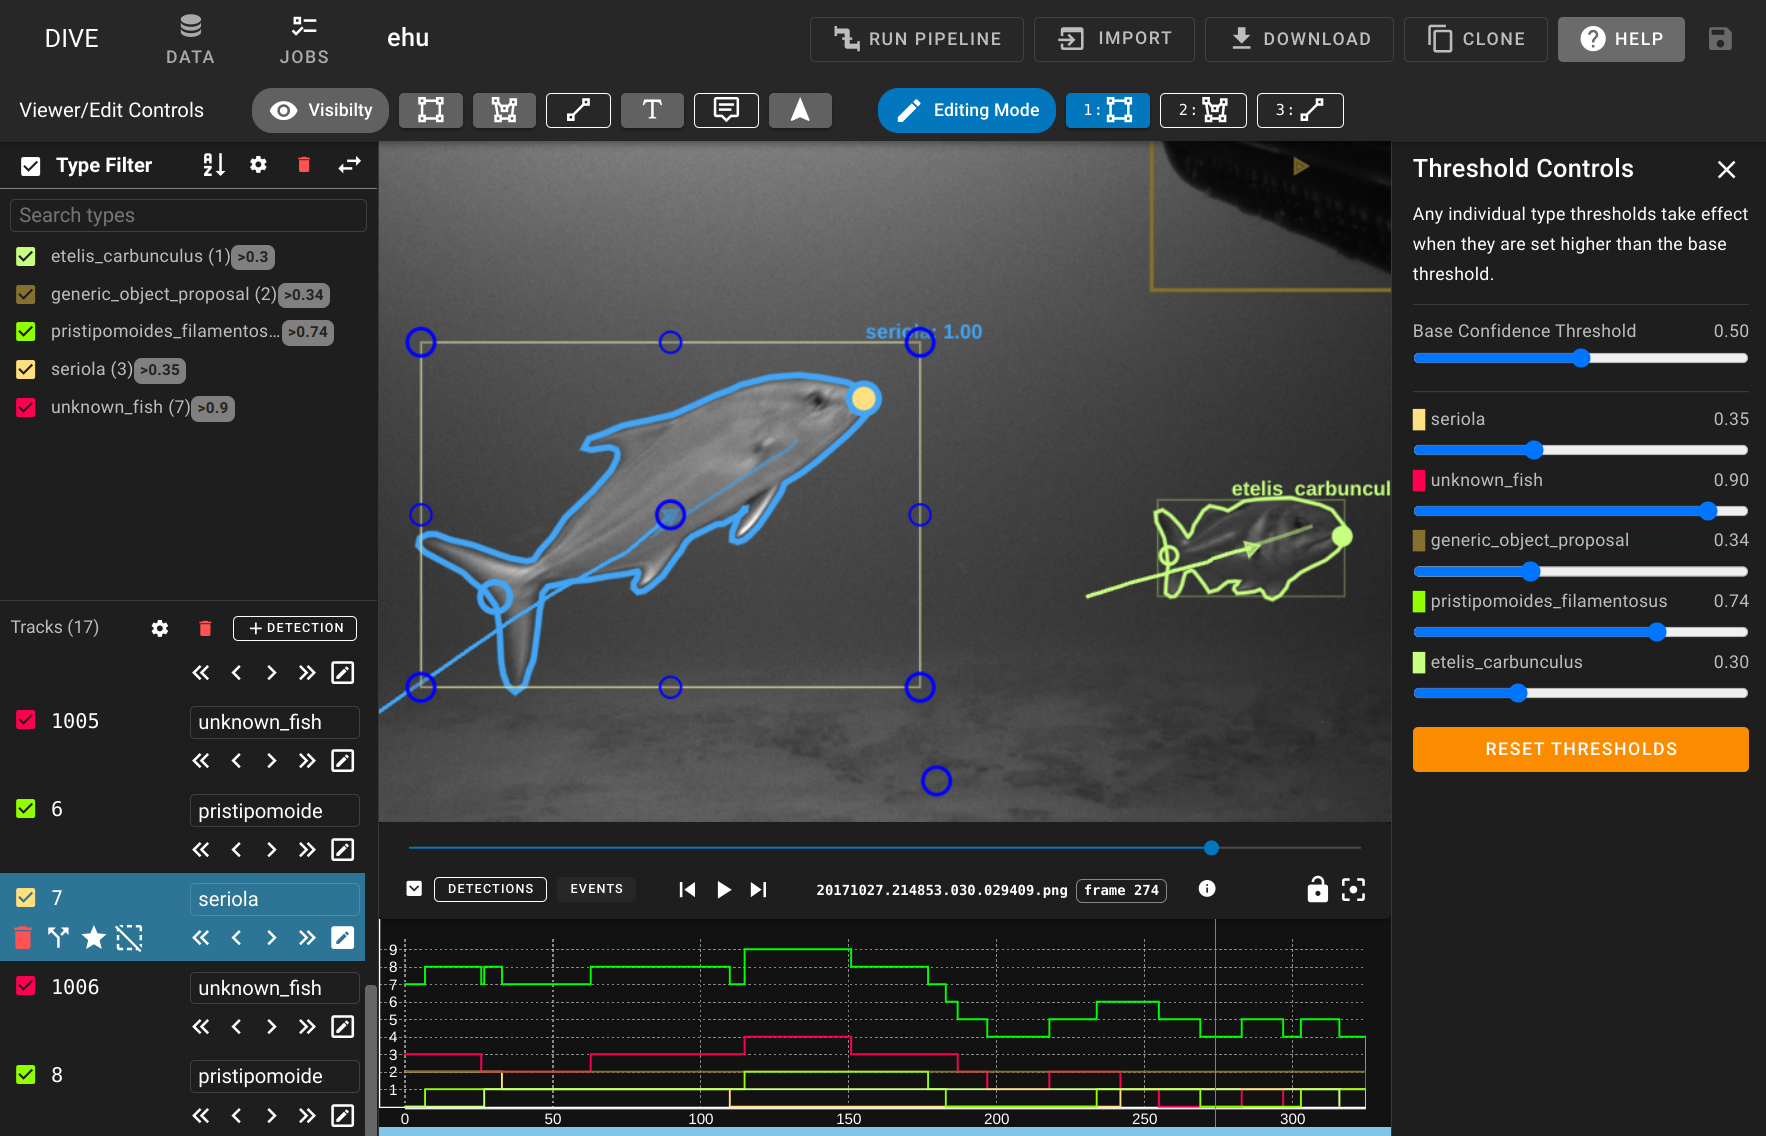 DIVE
DATA
JOBS
ehu
RUN PIPELINE
IMPORT
DOWNLOAD
CLONE
HELP
Viewer/Edit Controls
Visibilty
T
Editing Mode
1:
2:
3:
Type Filter
Search types
etelis_carbunculus (1) >0.3
generic_object_proposal (2) >0.34
pristipomoides_filamentos... >0.74
seriola (3) >0.35
unknown_fish (7) >0.9
Tracks (17)
+ DETECTION
1005 unknown_fish
6 pristipomoide
7 seriola
1006 unknown_fish
8 pristipomoide
seriola: 1.00
etelis_carbuncul
DETECTIONS
EVENTS
20171027.214853.030.029409.png
frame 274
9
8
7
6
5
4
3
2
1
0 50 100 150 200 250 300
Threshold Controls
Any individual type thresholds take effect
when they are set higher than the base
threshold.
Base Confidence Threshold 0.50
seriola 0.35
unknown_fish 0.90
generic_object_proposal 0.34
pristipomoides_filamentosus 0.74
etelis_carbunculus 0.30
RESET THRESHOLDS